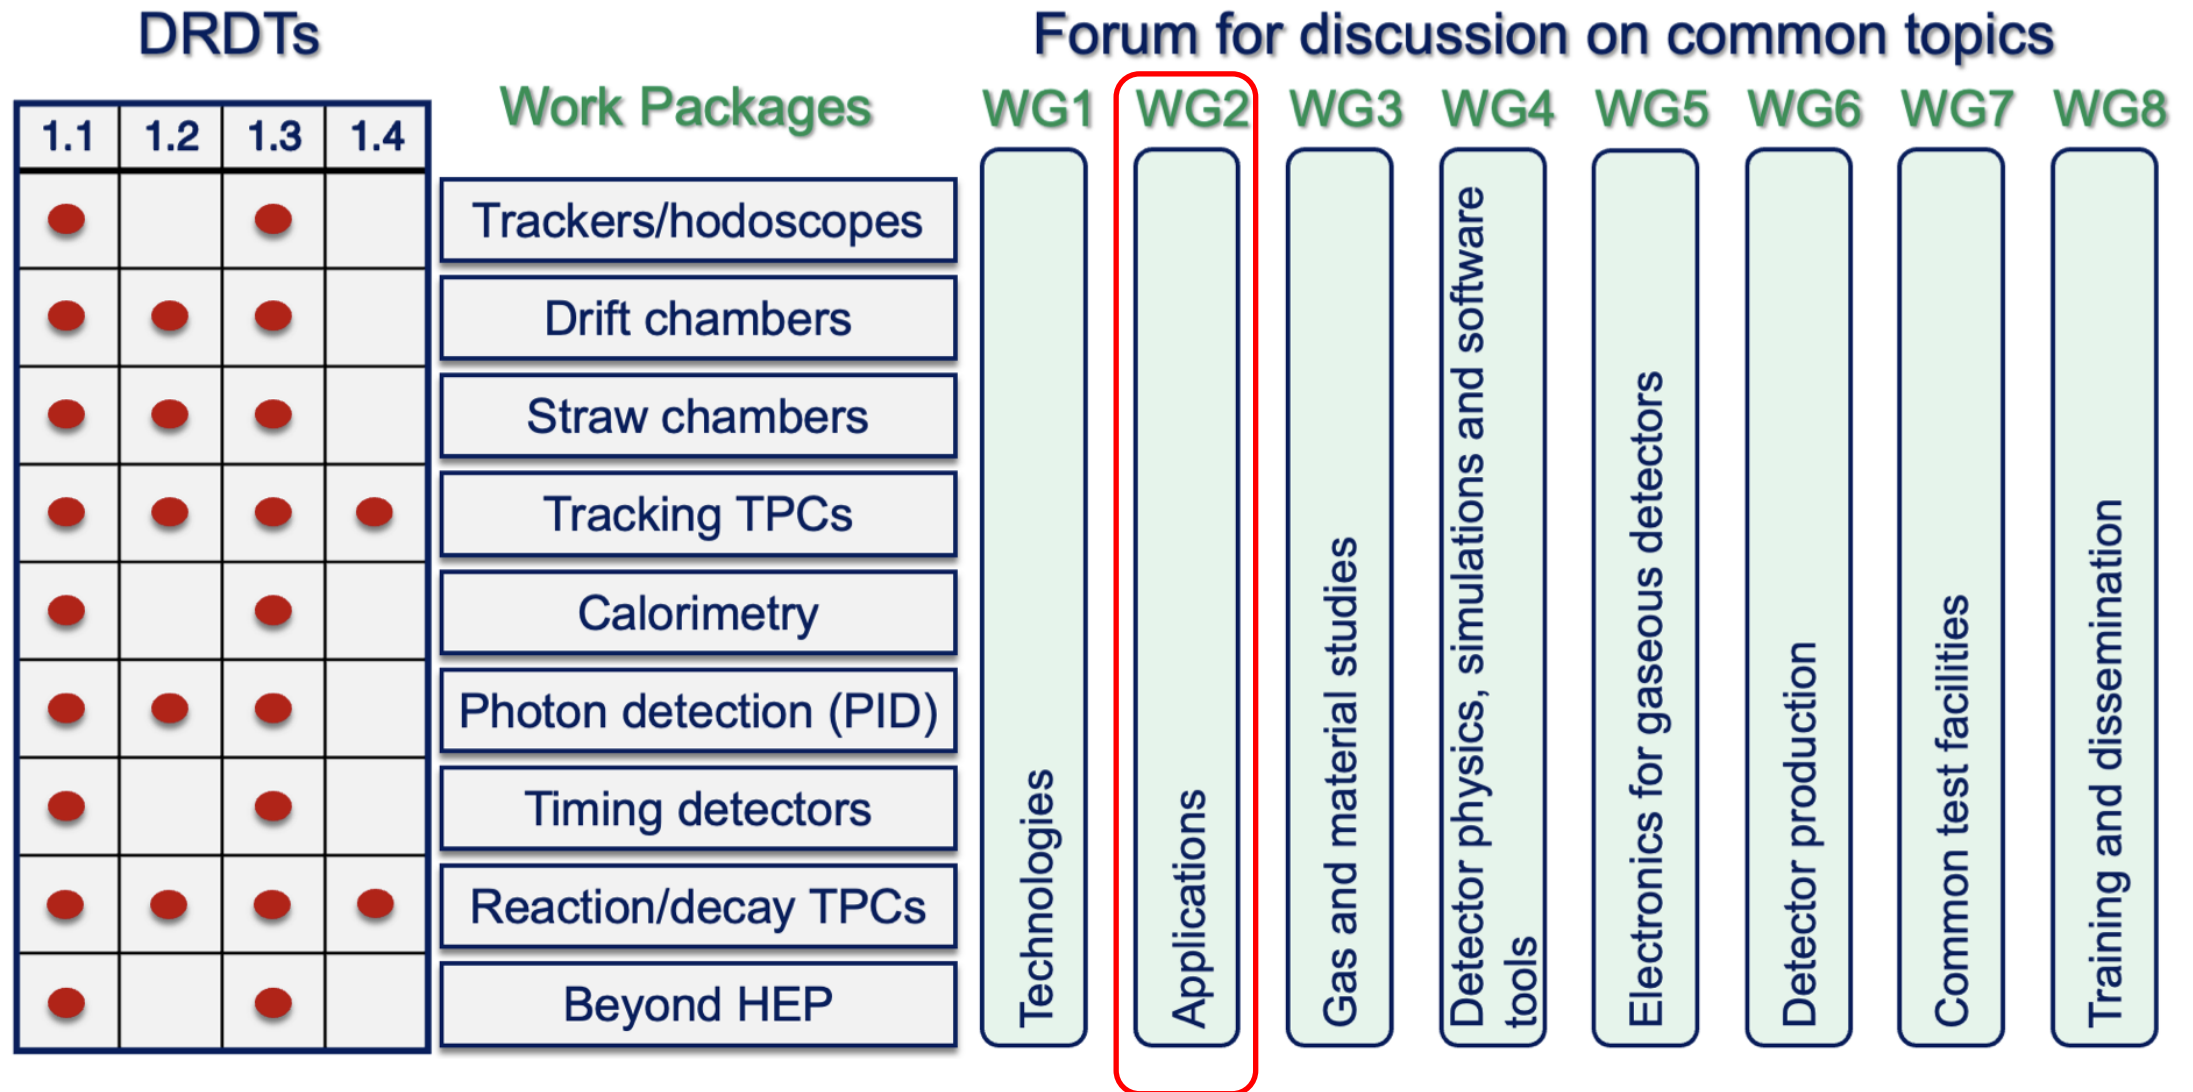 DRDTs
Forum for discussion on common topics
Work Packages
WG1
WG2
WG3
WG4
WG5
WG6
WG7
WG8
1.1
1.2
1.3
1.4
Trackers/hodoscopes
Drift chambers
Straw chambers
Tracking TPCs
Calorimetry
Photon detection (PID)
Timing detectors
Reaction/decay TPCs
Beyond HEP
Technologies
Applications
Gas and material studies
Detector physics, simulations and software
tools
Electronics for gaseous detectors
Detector production
Common test facilities
Training and dissemination